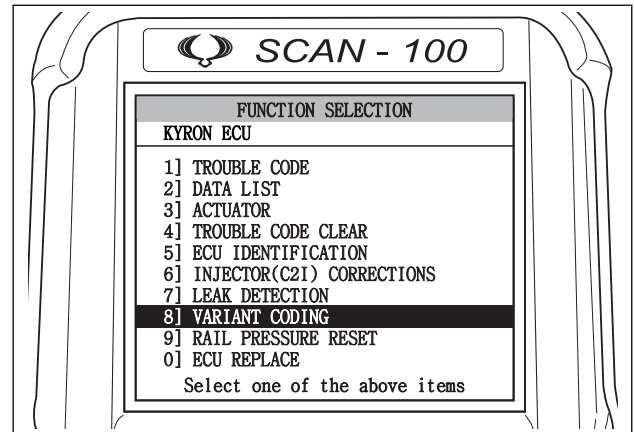 SCAN - 100
FUNCTION SELECTION
KYRON ECU
1] TROUBLE CODE
2] DATA LIST
3] ACTUATOR
4] TROUBLE CODE CLEAR
5] ECU IDENTIFICATION
6] INJECTOR(C2I) CORRECTIONS
7] LEAK DETECTION
8] VARIANT CODING
9] RAIL PRESSURE RESET
0] ECU REPLACE
Select one of the above items